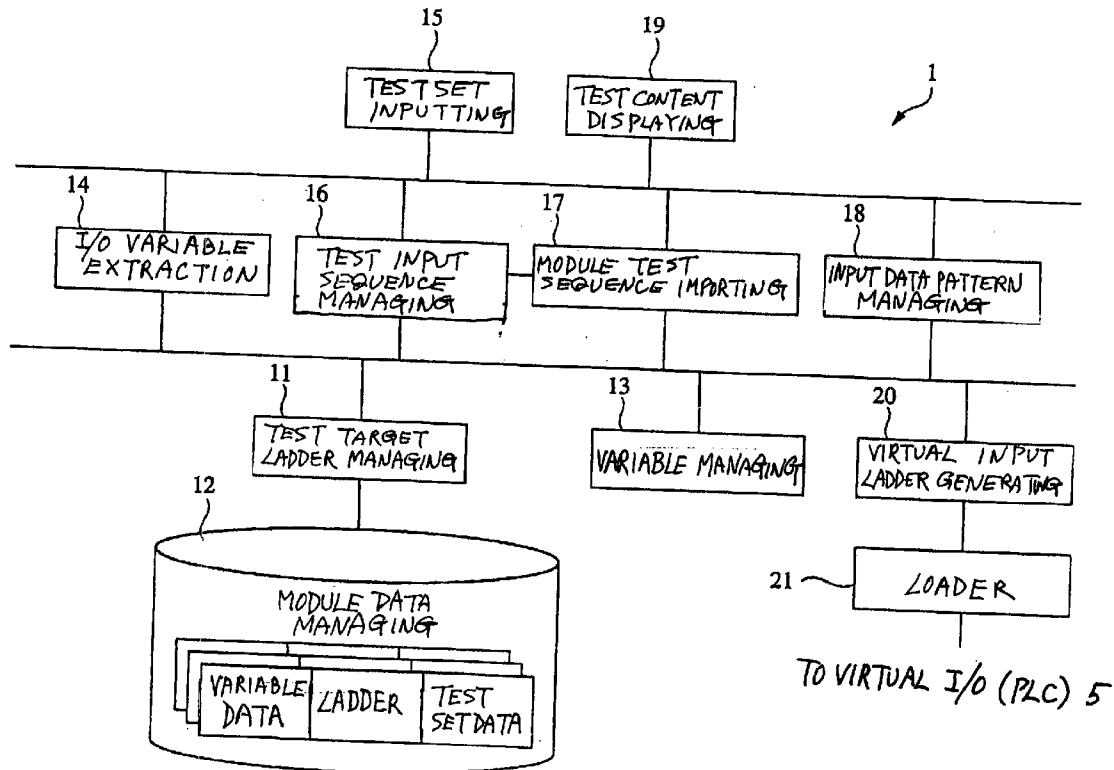 15
19
1
TEST SET
INPUTTING
TEST CONTENT
DISPLAYING
14
16
17
18
I/O VARIABLE
EXTRACTION
TEST INPUT
SEQUENCE
MANAGING
MODULE TEST
SEQUENCE IMPORTING
INPUT DATA PATTERN
MANAGING
11
13
20
TEST TARGET
LADDER MANAGING
VARIABLE MANAGING
VIRTUAL INPUT
LADDER GENERATING
12
21
LOADER
MODULE DATA
MANAGING
VARIABLE
DATA
LADDER
TEST
SET DATA
TO VIRTUAL I/O (PLC) 5